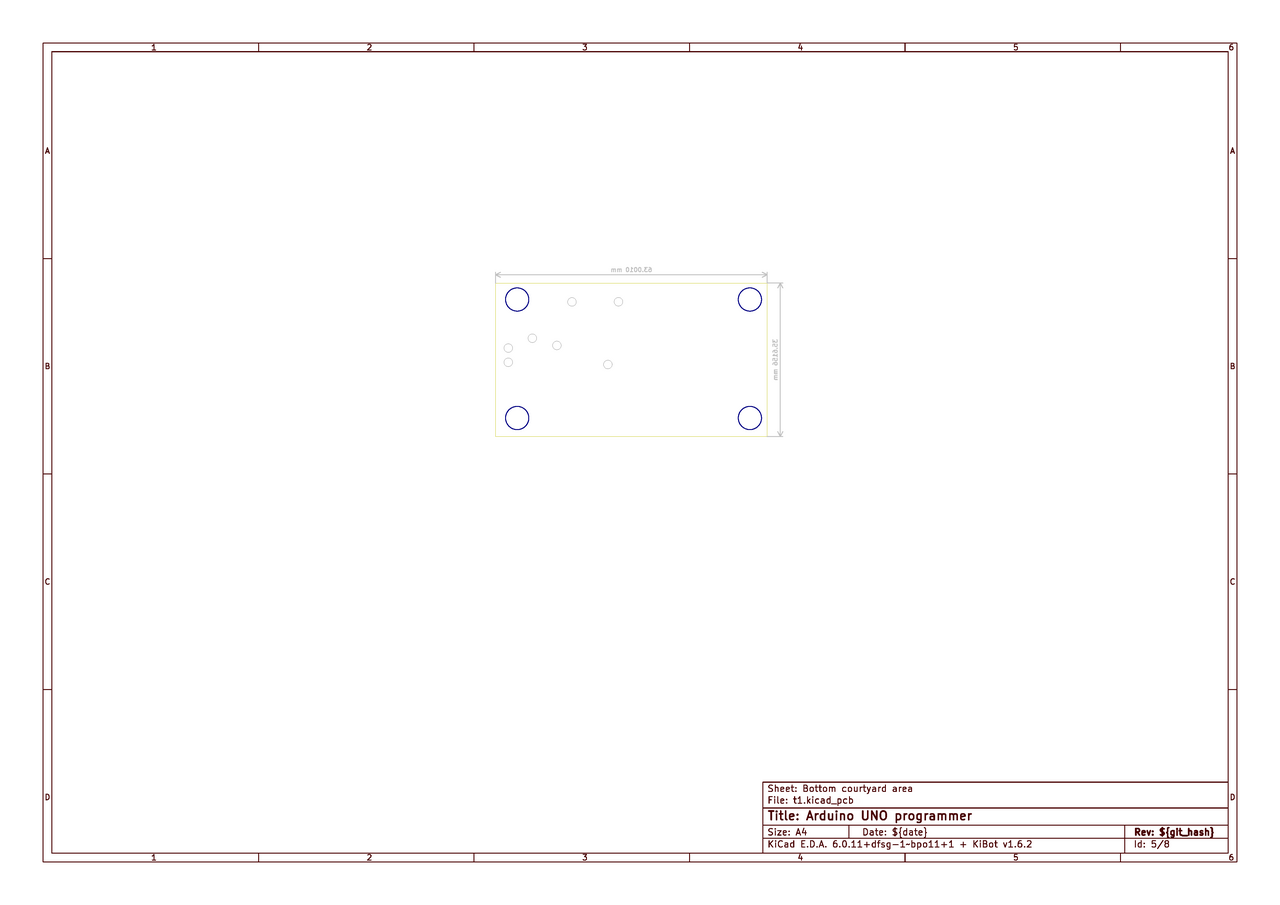 1 2 3 4 5 6
A A
63.0010 mm
35.6156 mm
B B
C C
D D
Sheet: Bottom courtyard area
File: t1.kicad_pcb
Title: Arduino UNO programmer
Size: A4 Date: ${date} Rev: ${git_hash}
KiCad E.D.A. 6.0.11+dfsg-1~bpo11+1 + KiBot v1.6.2 Id: 5/8
1 2 3 4 5 6